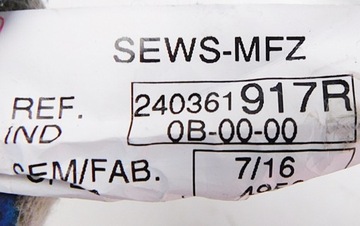 SEWS-MFZ
REF. 240361917R
IND 0B-00-00
SEM/FAB. 7/16